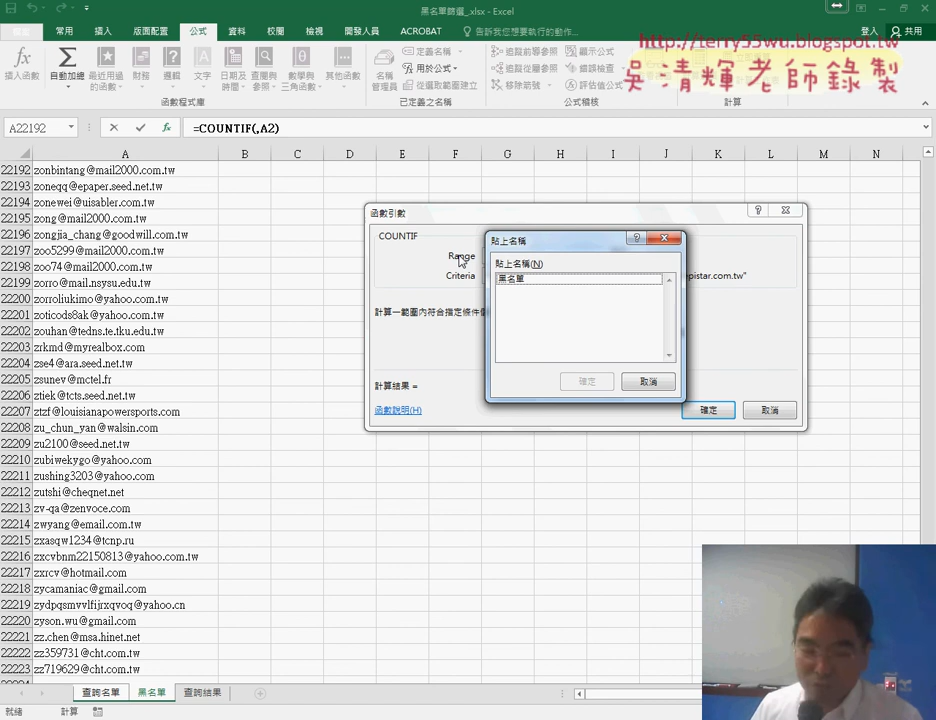 黑名單篩選_.xlsx - Excel
常用 插入 版面配置 公式 資料 校閱 檢視 開發人員 ACROBAT 告訴我您想要執行的動作... 登入 共用
http://terry55wu.blogspot.tw
吳清輝老師錄製
fx Σ
插入函數 自動加總 最近用過的函數 財務 邏輯 文字 日期及時間 查閱與參照 數學與三角函數 其他函數
名稱管理員 定義名稱 用於公式 從選取範圍建立
追蹤前導參照 追蹤從屬參照 移除箭號 顯示公式 錯誤檢查 評估值公式
函數程式庫 已定義之名稱 公式稽核 計算
A22192 fx =COUNTIF(,A2)
A B C D E F G H I J K L M N
22192 zonbintang@mail2000.com.tw
22193 zoneqq@epaper.seed.net.tw
22194 zonewei@uisabler.com.tw
22195 zong@mail2000.com.tw
22196 zongjia_chang@goodwill.com.tw
22197 zoo5299@mail2000.com.tw
22198 zoo74@mail2000.com.tw
22199 zorro@mail.nsysu.edu.tw
22200 zorroliukimo@yahoo.com.tw
22201 zoticods8ak@yahoo.com.tw
22202 zouhan@tedns.te.tku.edu.tw
22203 zrkmd@myrealbox.com
22204 zse4@ara.seed.net.tw
22205 zsunev@mctel.fr
22206 ztiek@tcts.seed.net.tw
22207 ztzf@louisianapowersports.com
22208 zu_chun_yan@walsin.com
22209 zu2100@seed.net.tw
22210 zubiwekygo@yahoo.com
22211 zushing3203@yahoo.com
22212 zutshi@cheqnet.net
22213 zv-qa@zenvoce.com
22214 zwyang@email.com.tw
22215 zxasqw1234@tcnp.ru
22216 zxcvbnm22150813@yahoo.com.tw
22217 zxrcv@hotmail.com
22218 zycamaniac@gmail.com
22219 zydpqsmvvlfijrxqvoq@yahoo.cn
22220 zyson.wu@gmail.com
22221 zz.chen@msa.hinet.net
22222 zz359731@cht.com.tw
22223 zz719629@cht.com.tw
函數引數
COUNTIF
Range
Criteria
epistar.com.tw"
計算一範圍內符合指定條件
計算結果 =
函數說明(H)
確定 取消
貼上名稱
貼上名稱(N)
黑名單
確定 取消
查詢名單 黑名單 查詢結果
就緒 計算